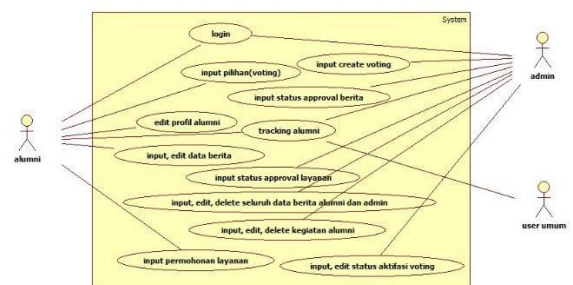 System
login
input create voting
input pilihan(voting)
input status approval berita
admin
edit profil alumni
tracking alumni
alumni
input, edit data berita
input status approval layanan
input, edit, delete seluruh data berita alumni dan admin
input, edit, delete kegiatan alumni
user umum
input permohonan layanan
input, edit status aktifasi voting